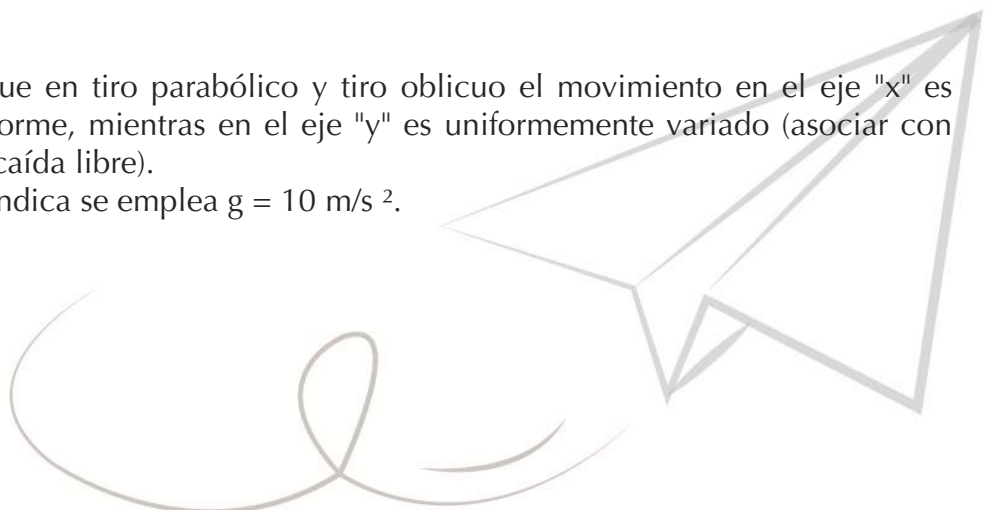 ue en tiro parabólico y tiro oblicuo el movimiento en el eje "x" es
orme, mientras en el eje "y" es uniformemente variado (asociar con
caída libre).
ndica se emplea g = 10 m/s ².